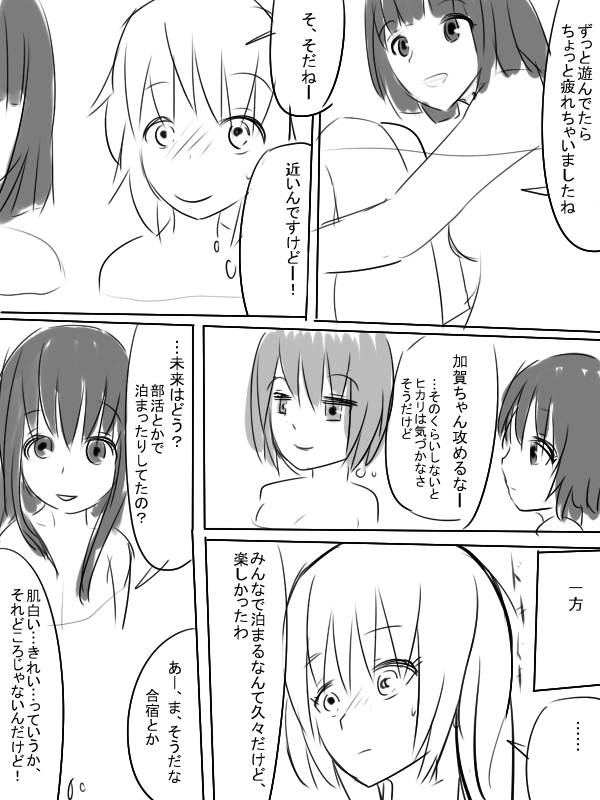 ずっと遊んでたら
ちょっと疲れちゃいましたね
そ、そだねー
近いんですけどー！
加賀ちゃん攻めるなー
…そのくらいしないと
ヒカリは気づかなさ
そうだけど
…未来はどう？
部活とかで
泊まったりしてたの？
一方
……
みんなで泊まるなんて久々だけど、
楽しかったわ
あー、ま、そうだな
合宿とか
肌白い…きれい…っていうか、
それどころじゃないんだけど！